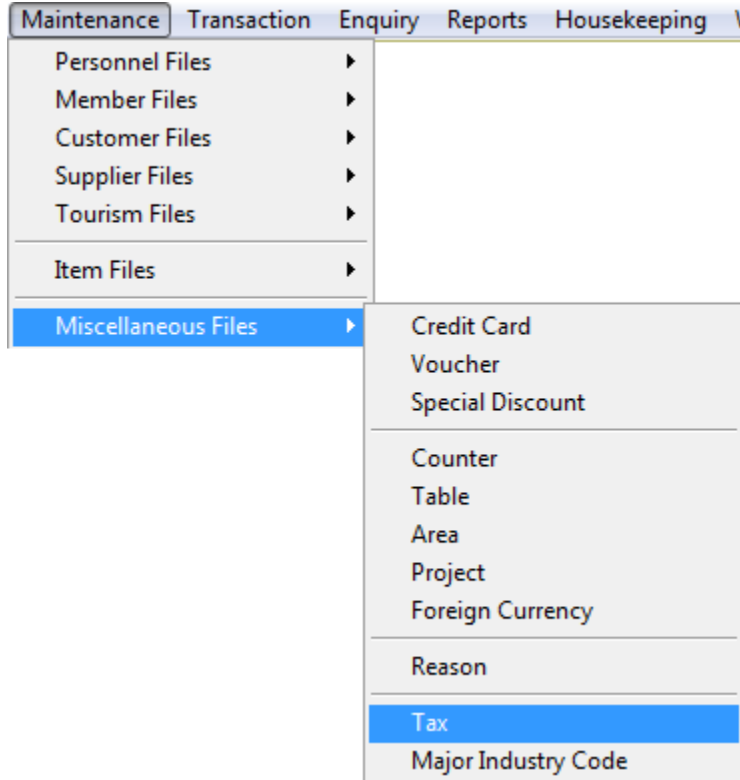 Maintenance Transaction Enquiry Reports Housekeeping
Personnel Files
Member Files
Customer Files
Supplier Files
Tourism Files
Item Files
Miscellaneous Files
Credit Card
Voucher
Special Discount
Counter
Table
Area
Project
Foreign Currency
Reason
Tax
Major Industry Code